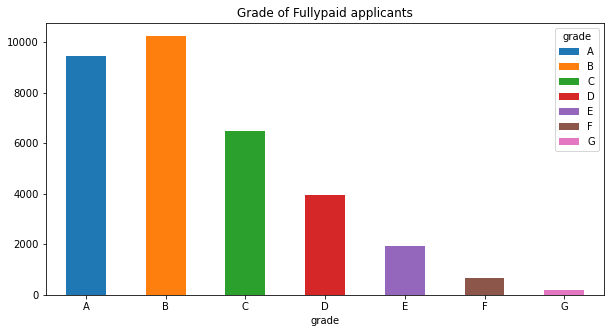 Grade of Fullypaid applicants
10000
8000
6000
4000
2000
0
grade
A
B
C
D
E
F
G
A B C D E F G
grade